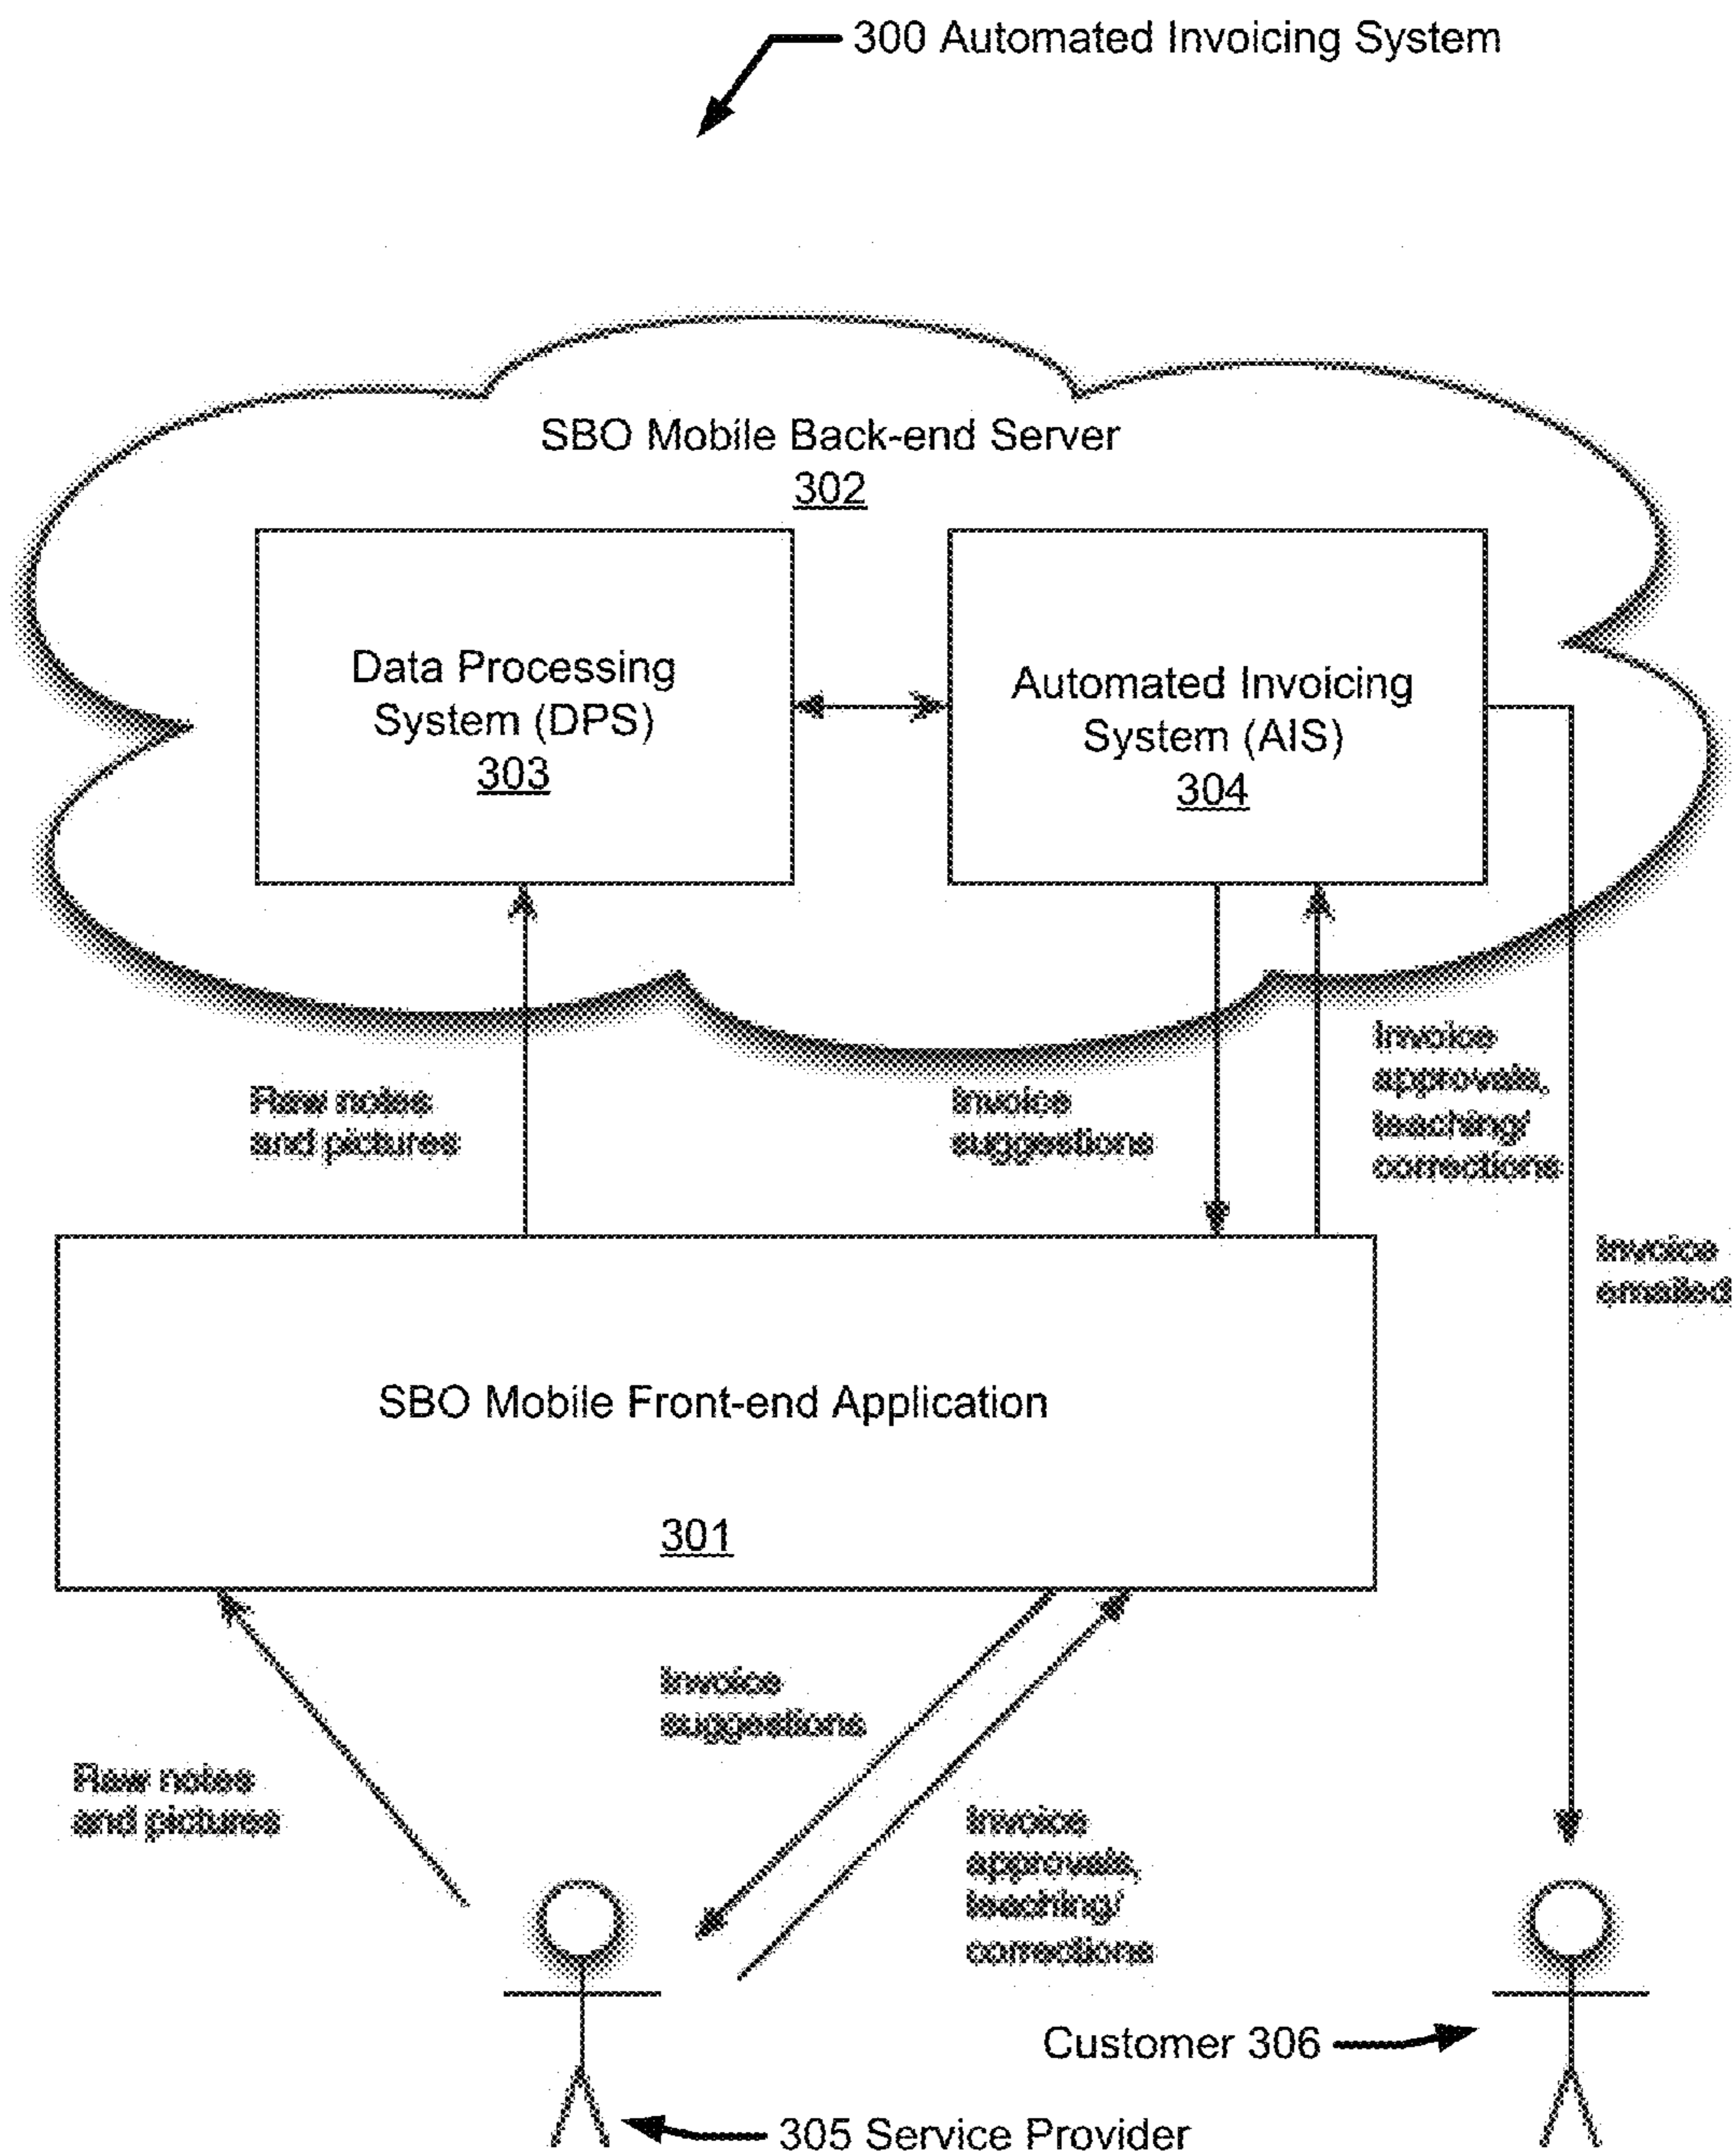 300 Automated Invoicing System
SBO Mobile Back-end Server
302
Data Processing
System (DPS)
303
Automated Invoicing
System (AIS)
304
Raw notes
and pictures
Invoice
suggestions
Invoice
approvals,
teaching/
corrections
Invoice
emailed
SBO Mobile Front-end Application
301
Raw notes
and pictures
Invoice
suggestions
Invoice
approvals,
teaching/
corrections
Customer 306
305 Service Provider